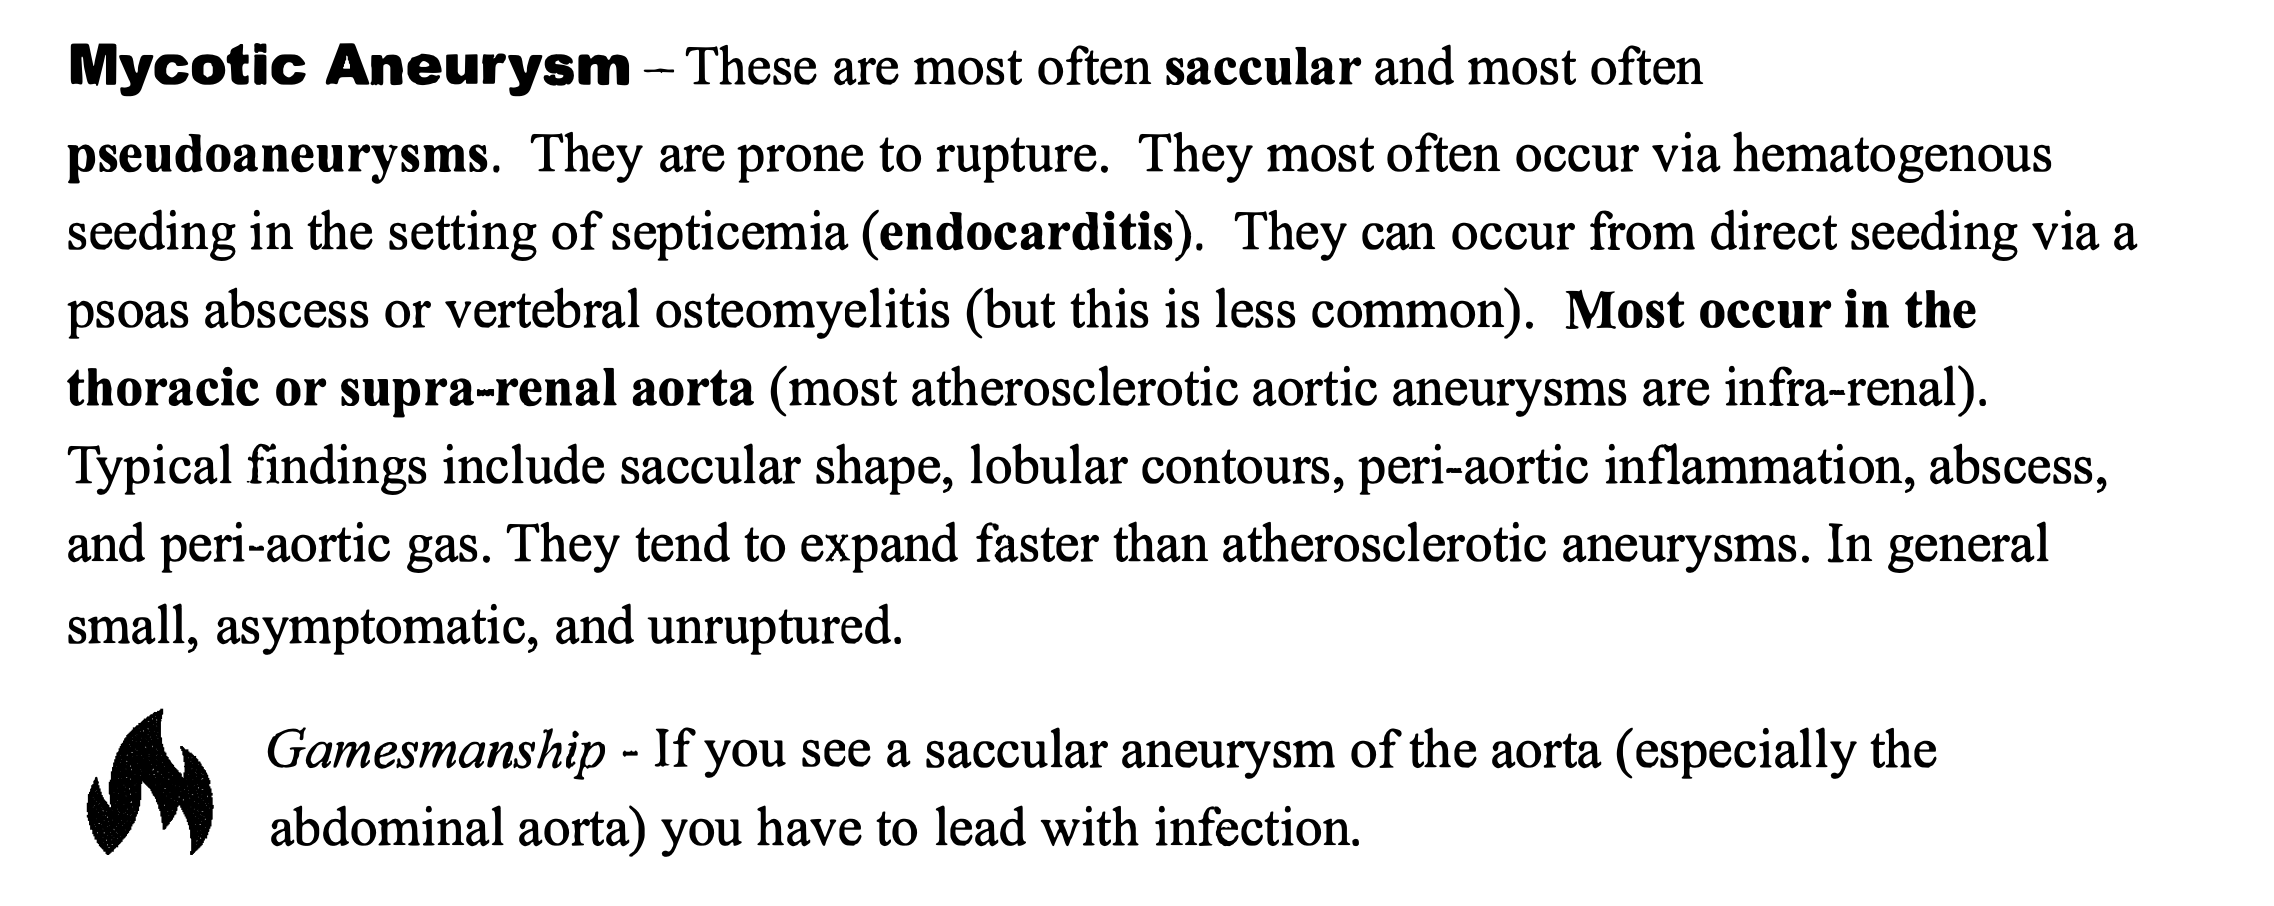 Mycotic Aneurysm – These are most often saccular and most often
pseudoaneurysms. They are prone to rupture. They most often occur via hematogenous
seeding in the setting of septicemia (endocarditis). They can occur from direct seeding via a
psoas abscess or vertebral osteomyelitis (but this is less common). Most occur in the
thoracic or supra-renal aorta (most atherosclerotic aortic aneurysms are infra-renal).
Typical findings include saccular shape, lobular contours, peri-aortic inflammation, abscess,
and peri-aortic gas. They tend to expand faster than atherosclerotic aneurysms. In general
small, asymptomatic, and unruptured.
Gamesmanship - If you see a saccular aneurysm of the aorta (especially the
abdominal aorta) you have to lead with infection.